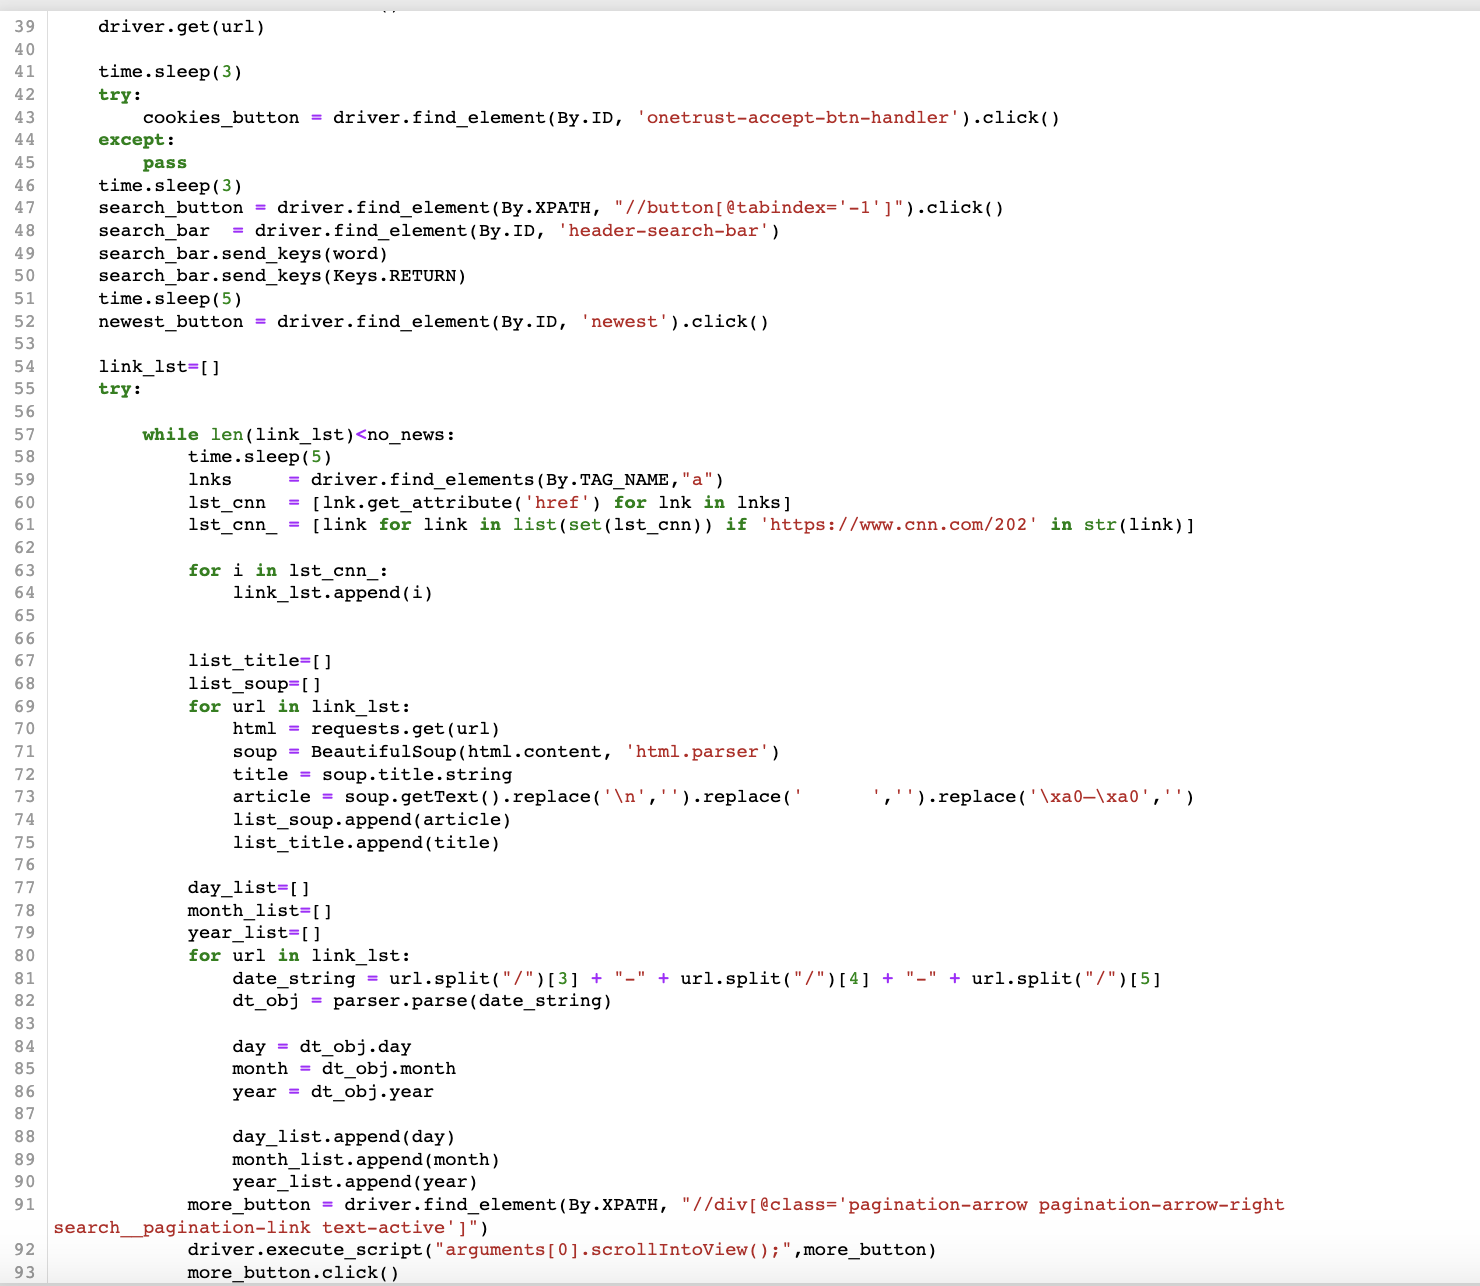 39 driver.get(url)
40
41 time.sleep(3)
42 try:
43 cookies_button = driver.find_element(By.ID, 'onetrust-accept-btn-handler').click()
44 except:
45 pass
46 time.sleep(3)
47 search_button = driver.find_element(By.XPATH, "//button[@tabindex='-1']").click()
48 search_bar  = driver.find_element(By.ID, 'header-search-bar')
49 search_bar.send_keys(word)
50 search_bar.send_keys(Keys.RETURN)
51 time.sleep(5)
52 newest_button = driver.find_element(By.ID, 'newest').click()
53
54 link_lst=[]
55 try:
56
57 while len(link_lst)<no_news:
58 time.sleep(5)
59 lnks     = driver.find_elements(By.TAG_NAME,"a")
60 lst_cnn  = [lnk.get_attribute('href') for lnk in lnks]
61 lst_cnn_ = [link for link in list(set(lst_cnn)) if 'https://www.cnn.com/202' in str(link)]
62
63 for i in lst_cnn_:
64 link_lst.append(i)
65
66
67 list_title=[]
68 list_soup=[]
69 for url in link_lst:
70 html = requests.get(url)
71 soup = BeautifulSoup(html.content, 'html.parser')
72 title = soup.title.string
73 article = soup.getText().replace('\n','').replace('      ','').replace('\xa0—\xa0','')
74 list_soup.append(article)
75 list_title.append(title)
76
77 day_list=[]
78 month_list=[]
79 year_list=[]
80 for url in link_lst:
81 date_string = url.split("/")[3] + "-" + url.split("/")[4] + "-" + url.split("/")[5]
82 dt_obj = parser.parse(date_string)
83
84 day = dt_obj.day
85 month = dt_obj.month
86 year = dt_obj.year
87
88 day_list.append(day)
89 month_list.append(month)
90 year_list.append(year)
91 more_button = driver.find_element(By.XPATH, "//div[@class='pagination-arrow pagination-arrow-right
search__pagination-link text-active']")
92 driver.execute_script("arguments[0].scrollIntoView();",more_button)
93 more_button.click()